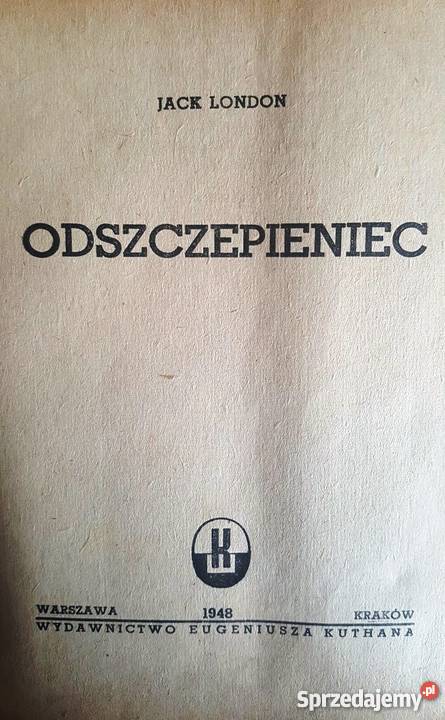 JACK LONDON
ODSZCZEPIENIEC
K
WARSZAWA 1948 KRAKÓW
WYDAWNICTWO EUGENIUSZA KUTHANA
Sprzedajemy.pl